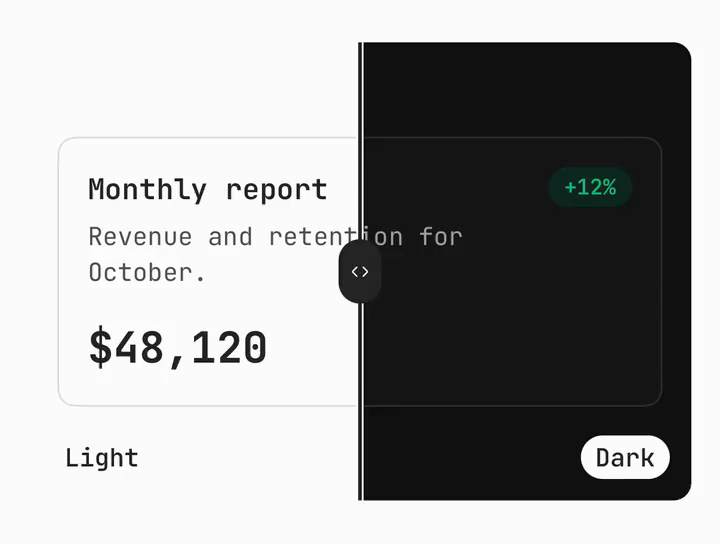 Monthly report
+12%
Revenue and retention for
October.
$48,120
Light
Dark